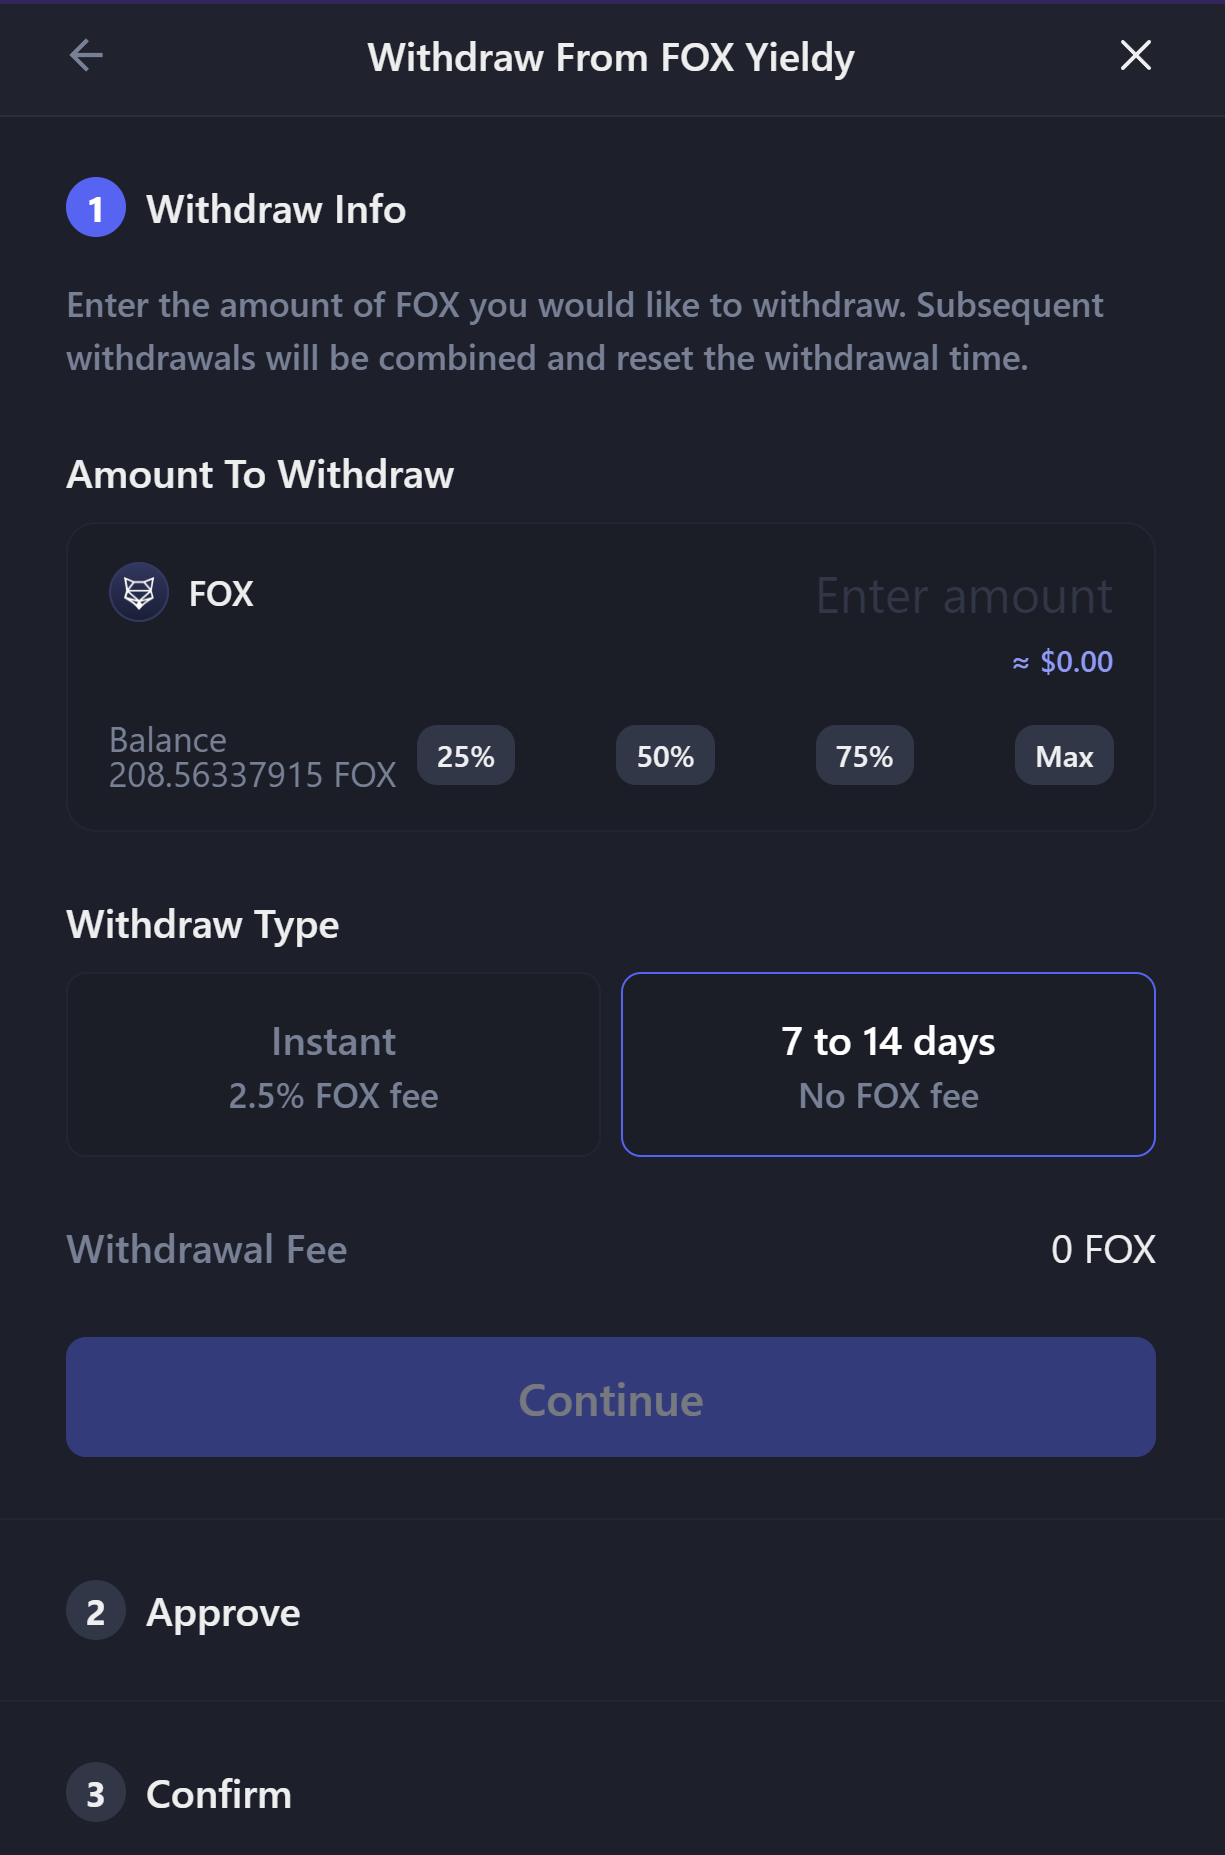 Withdraw From FOX Yieldy
1 Withdraw Info
Enter the amount of FOX you would like to withdraw. Subsequent
withdrawals will be combined and reset the withdrawal time.
Amount To Withdraw
FOX Enter amount
≈ $0.00
Balance
208.56337915 FOX 25% 50% 75% Max
Withdraw Type
Instant
2.5% FOX fee
7 to 14 days
No FOX fee
Withdrawal Fee 0 FOX
Continue
2 Approve
3 Confirm